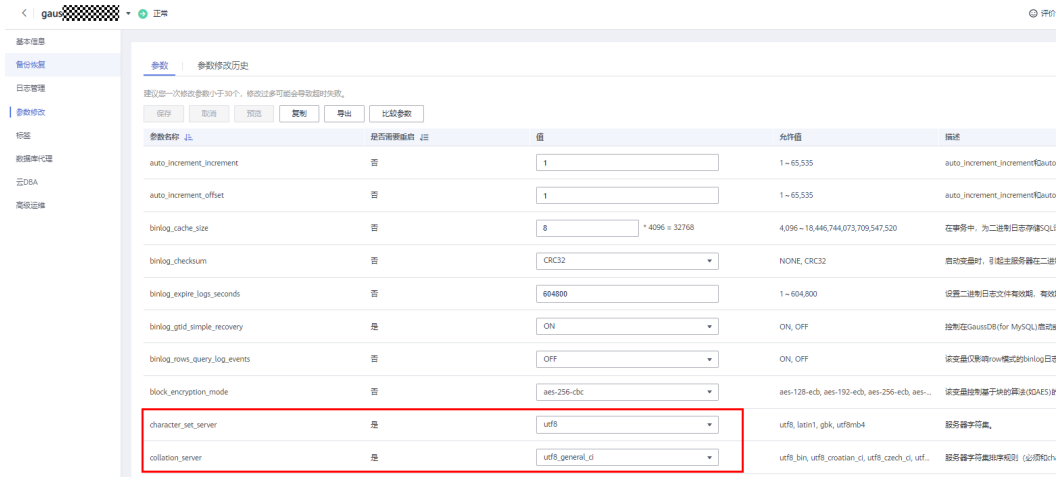 gaus
正常
评价
基本信息
备份恢复
日志管理
参数修改
标签
数据库代理
云DBA
高级运维
参数 参数修改历史
建议您一次修改参数小于30个，修改过多可能会导致超时失败。
保存 取消 预览 复制 导出 比较参数
参数名称 是否需要重启 值 允许值 描述
auto_increment_increment 否 1 1 ~ 65,535 auto_increment_increment和auto
auto_increment_offset 否 1 1 ~ 65,535 auto_increment_increment和auto
binlog_cache_size 否 8 * 4096 = 32768 4,096 ~ 18,446,744,073,709,547,520 在事务中，为二进制日志存储SQL
binlog_checksum 否 CRC32 NONE, CRC32 启动变量时，引起主服务器在二进
binlog_expire_logs_seconds 否 604800 1 ~ 604,800 设置二进制日志文件有效期，有效
binlog_gtid_simple_recovery 是 ON ON, OFF 控制在GaussDB(for MySQL)启动
binlog_rows_query_log_events 否 OFF ON, OFF 该变量仅影响row模式的binlog日
block_encryption_mode 否 aes-256-cbc aes-128-ecb, aes-192-ecb, aes-256-ecb, aes-... 该变量控制基于块的算法(如AES)的
character_set_server 是 utf8 utf8, latin1, gbk, utf8mb4 服务器字符集。
collation_server 是 utf8_general_ci utf8_bin, utf8_croatian_ci, utf8_czech_ci, utf... 服务器字符集排序规则（必须和cha